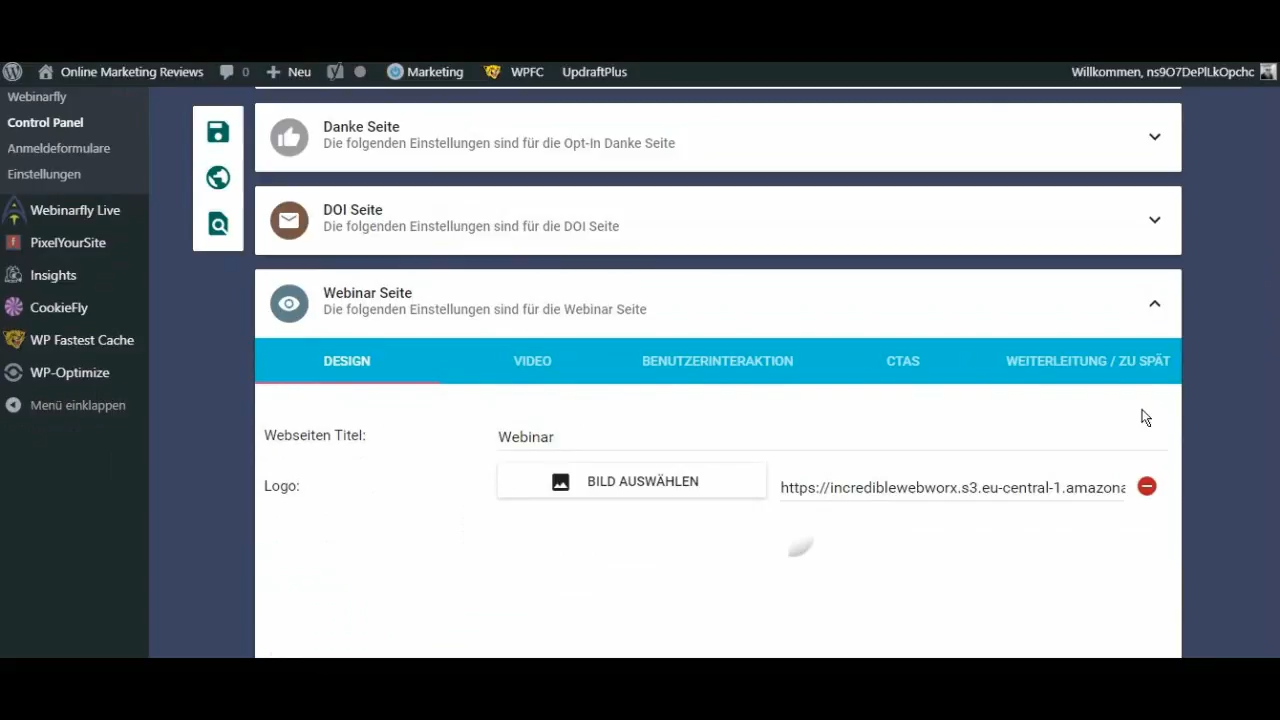 Online Marketing Reviews 0 Neu Marketing WPFC UpdraftPlus Willkommen, ns9O7DePlLkOpchc
Webinarfly
Control Panel
Anmeldeformulare
Einstellungen
Webinarfly Live
PixelYourSite
Insights
CookieFly
WP Fastest Cache
WP-Optimize
Menü einklappen
Danke Seite
Die folgenden Einstellungen sind für die Opt-In Danke Seite
DOI Seite
Die folgenden Einstellungen sind für die DOI Seite
Webinar Seite
Die folgenden Einstellungen sind für die Webinar Seite
DESIGN VIDEO BENUTZERINTERAKTION CTAS WEITERLEITUNG / ZU SPÄT
Webseiten Titel: Webinar
Logo: BILD AUSWÄHLEN https://incrediblewebworx.s3.eu-central-1.amazona